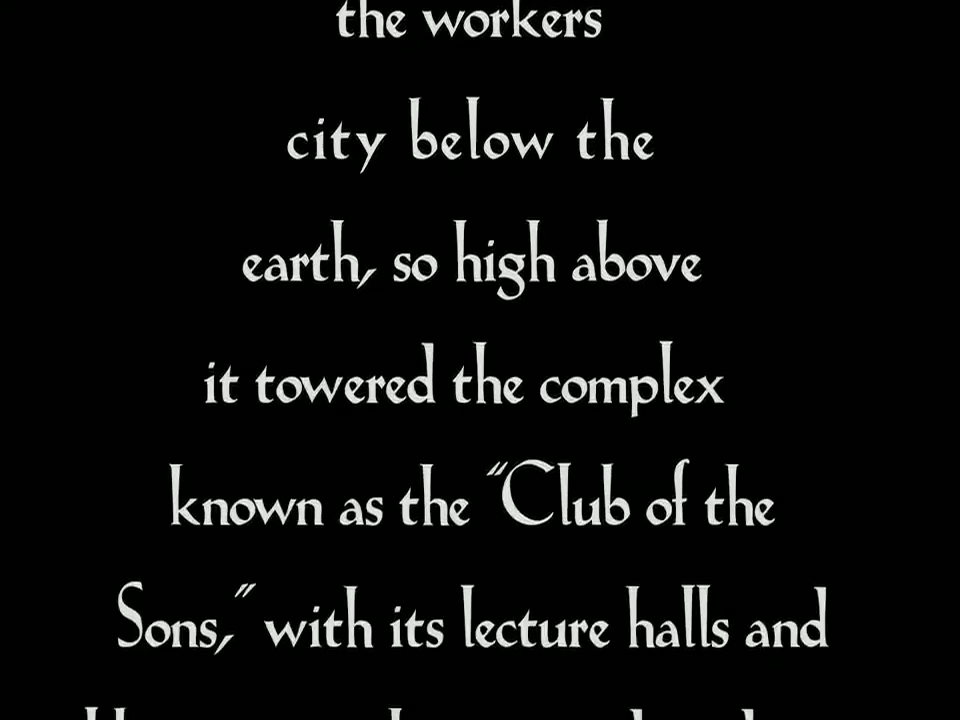 the workers
city below the
earth, so high above
it towered the complex
known as the "Club of the
Sons," with its lecture halls and